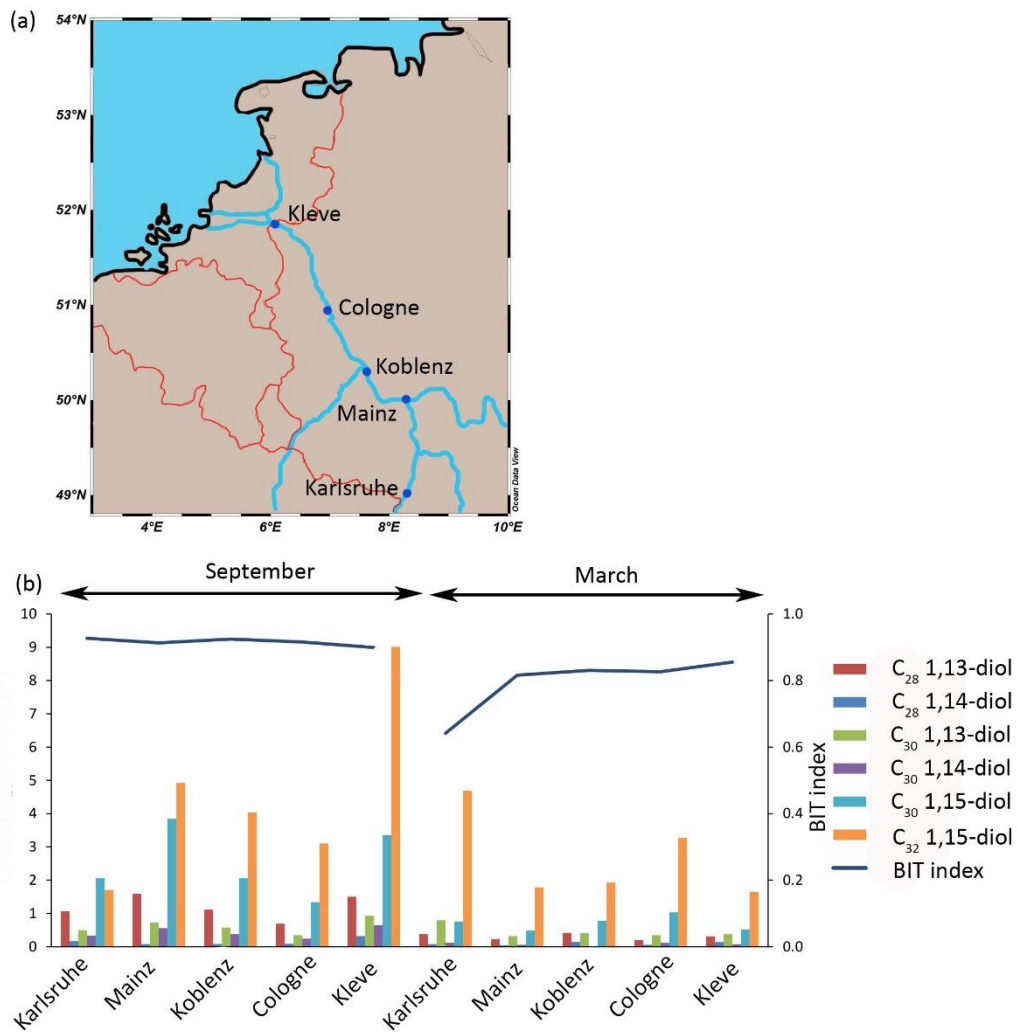 (a)
54°N
53°N
52°N
51°N
50°N
49°N
Kleve
Cologne
Koblenz
Mainz
Karlsruhe
4°E 6°E 8°E 10°E
Ocean Data View
(b)
September March
10
9
8
7
6
5
4
3
2
1
0
1.0
0.8
0.6
0.4
0.2
0.0
BIT index
C₂₈ 1,13-diol
C₂₈ 1,14-diol
C₃₀ 1,13-diol
C₃₀ 1,14-diol
C₃₀ 1,15-diol
C₃₂ 1,15-diol
BIT index
Karlsruhe Mainz Koblenz Cologne Kleve Karlsruhe Mainz Koblenz Cologne Kleve